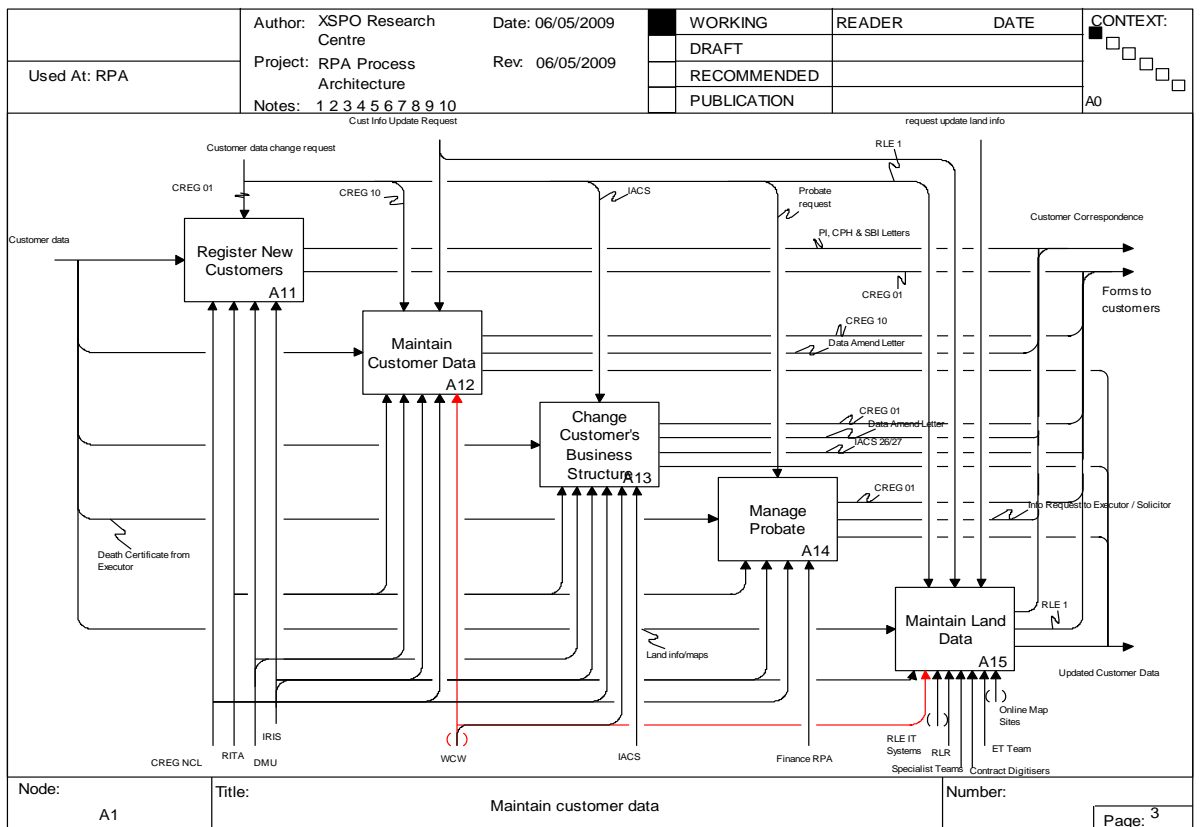 Author: XSPO Research
Centre
Date: 06/05/2009
Project: RPA Process
Architecture
Rev: 06/05/2009
Notes: 1 2 3 4 5 6 7 8 9 10
Used At: RPA
WORKING
DRAFT
RECOMMENDED
PUBLICATION
READER
DATE
CONTEXT:
A0
Cust Info Update Request
request update land info
Customer data change request
RLE 1
CREG 01
CREG 10
IACS
Probate
request
Customer Correspondence
PI, CPH & SBI Letters
Customer data
Register New
Customers
A11
CREG 01
Forms to
customers
CREG 10
Data Amend Letter
Maintain
Customer Data
A12
Change
Customer's
Business
Structure
A13
CREG 01
Data Amend Letter
IACS 26/27
CREG 01
Info Request to Executor / Solicitor
Manage
Probate
A14
Death Certificate from
Executor
RLE 1
Maintain Land
Data
A15
Land info/maps
Updated Customer Data
Online Map
Sites
CREG NCL
RITA
DMU
IRIS
WCW
IACS
Finance RPA
RLE IT
Systems
RLR
ET Team
Specialist Teams
Contract Digitisers
Node:
A1
Title:
Maintain customer data
Number:
Page: 3